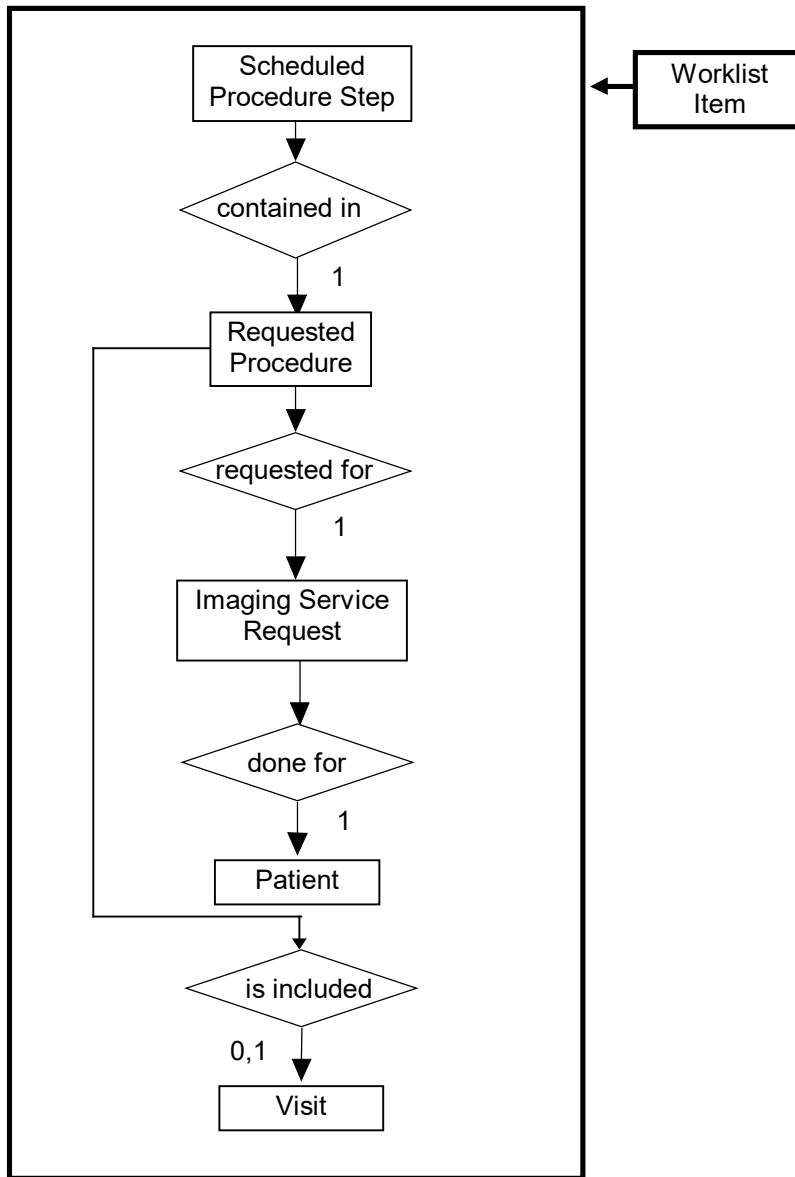 Scheduled
Procedure Step
Worklist
Item
contained in
1
Requested
Procedure
requested for
1
Imaging Service
Request
done for
1
Patient
is included
0,1
Visit